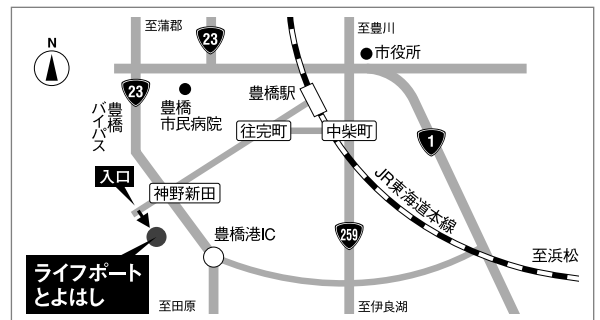 至蒲郡
至豊川
N
23
市役所
23
豊橋駅
豊橋
バイパス
豊橋
市民病院
往完町
中柴町
1
入口
神野新田
JR東海道本線
豊橋港IC
259
至浜松
ライフポート
とよはし
至田原
至伊良湖